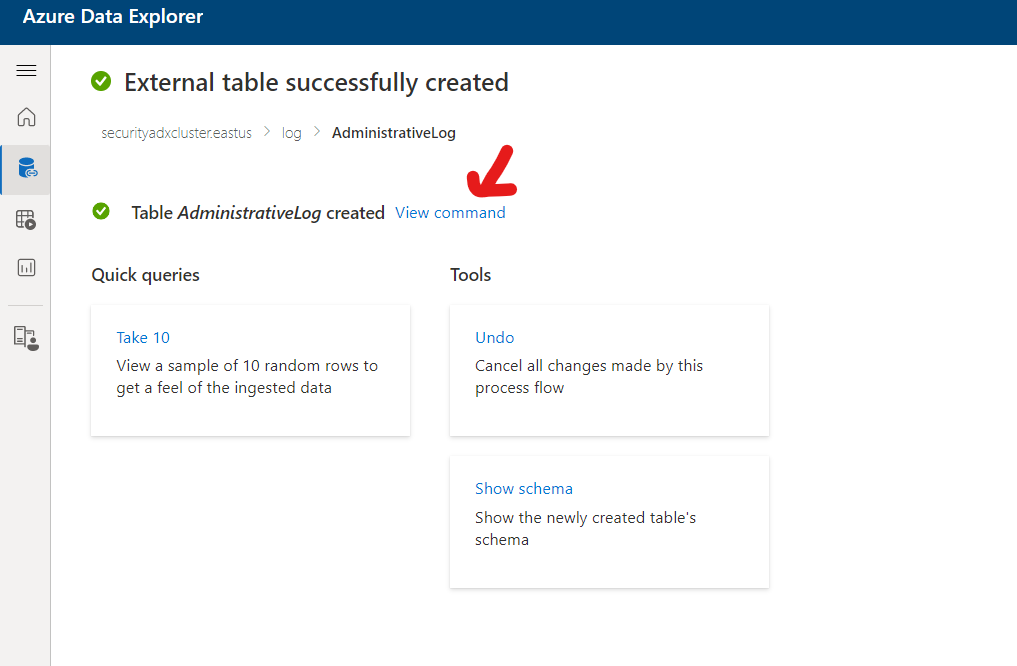 Azure Data Explorer
External table successfully created
securityadxcluster.eastus > log > AdministrativeLog
Table AdministrativeLog created View command
Quick queries
Tools
Take 10
View a sample of 10 random rows to
get a feel of the ingested data
Undo
Cancel all changes made by this
process flow
Show schema
Show the newly created table's
schema